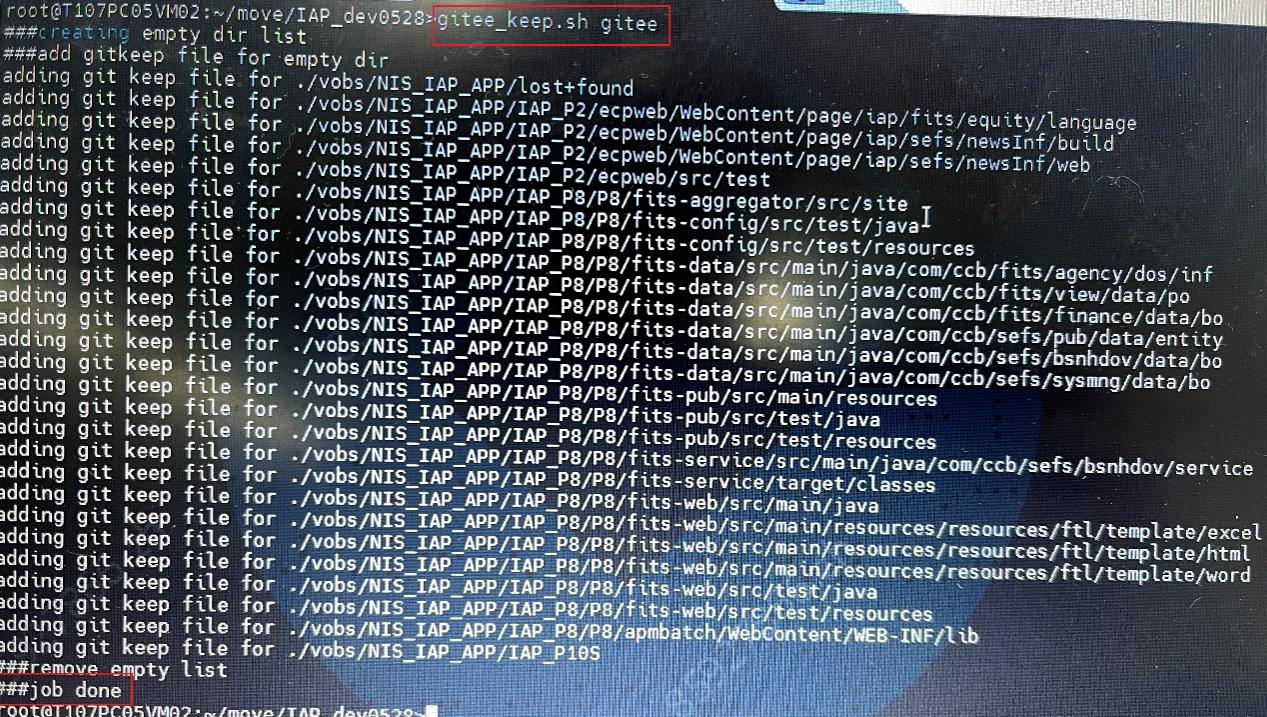 root@T107PC05VM02:~/move/IAP_dev0528>gitee_keep.sh gitee
###creating empty dir list
###add gitkeep file for empty dir
adding git keep file for ./vobs/NIS_IAP_APP/lost+found
adding git keep file for ./vobs/NIS_IAP_APP/IAP_P2/ecpweb/WebContent/page/iap/fits/equity/language
adding git keep file for ./vobs/NIS_IAP_APP/IAP_P2/ecpweb/WebContent/page/iap/sefs/newsInf/build
adding git keep file for ./vobs/NIS_IAP_APP/IAP_P2/ecpweb/WebContent/page/iap/sefs/newsInf/web
adding git keep file for ./vobs/NIS_IAP_APP/IAP_P2/ecpweb/src/test
adding git keep file for ./vobs/NIS_IAP_APP/IAP_P8/P8/fits-aggregator/src/site
adding git keep file for ./vobs/NIS_IAP_APP/IAP_P8/P8/fits-config/src/test/java
adding git keep file for ./vobs/NIS_IAP_APP/IAP_P8/P8/fits-config/src/test/resources
adding git keep file for ./vobs/NIS_IAP_APP/IAP_P8/P8/fits-data/src/main/java/com/ccb/fits/agency/dos/inf
adding git keep file for ./vobs/NIS_IAP_APP/IAP_P8/P8/fits-data/src/main/java/com/ccb/fits/view/data/po
adding git keep file for ./vobs/NIS_IAP_APP/IAP_P8/P8/fits-data/src/main/java/com/ccb/fits/finance/data/bo
adding git keep file for ./vobs/NIS_IAP_APP/IAP_P8/P8/fits-data/src/main/java/com/ccb/sefs/pub/data/entity
adding git keep file for ./vobs/NIS_IAP_APP/IAP_P8/P8/fits-data/src/main/java/com/ccb/sefs/bsnhdov/data/bo
adding git keep file for ./vobs/NIS_IAP_APP/IAP_P8/P8/fits-data/src/main/java/com/ccb/sefs/sysmng/data/bo
adding git keep file for ./vobs/NIS_IAP_APP/IAP_P8/P8/fits-pub/src/main/resources
adding git keep file for ./vobs/NIS_IAP_APP/IAP_P8/P8/fits-pub/src/test/java
adding git keep file for ./vobs/NIS_IAP_APP/IAP_P8/P8/fits-pub/src/test/resources
adding git keep file for ./vobs/NIS_IAP_APP/IAP_P8/P8/fits-service/src/main/java/com/ccb/sefs/bsnhdov/service
adding git keep file for ./vobs/NIS_IAP_APP/IAP_P8/P8/fits-service/target/classes
adding git keep file for ./vobs/NIS_IAP_APP/IAP_P8/P8/fits-web/src/main/java
adding git keep file for ./vobs/NIS_IAP_APP/IAP_P8/P8/fits-web/src/main/resources/resources/ftl/template/excel
adding git keep file for ./vobs/NIS_IAP_APP/IAP_P8/P8/fits-web/src/main/resources/resources/ftl/template/html
adding git keep file for ./vobs/NIS_IAP_APP/IAP_P8/P8/fits-web/src/main/resources/resources/ftl/template/word
adding git keep file for ./vobs/NIS_IAP_APP/IAP_P8/P8/fits-web/src/test/java
adding git keep file for ./vobs/NIS_IAP_APP/IAP_P8/P8/fits-web/src/test/resources
adding git keep file for ./vobs/NIS_IAP_APP/IAP_P8/P8/apmbatch/WebContent/WEB-INF/lib
adding git keep file for ./vobs/NIS_IAP_APP/IAP_P10S
###remove empty list
###job done
root@T107PC05VM02:~/move/IAP_dev0528>